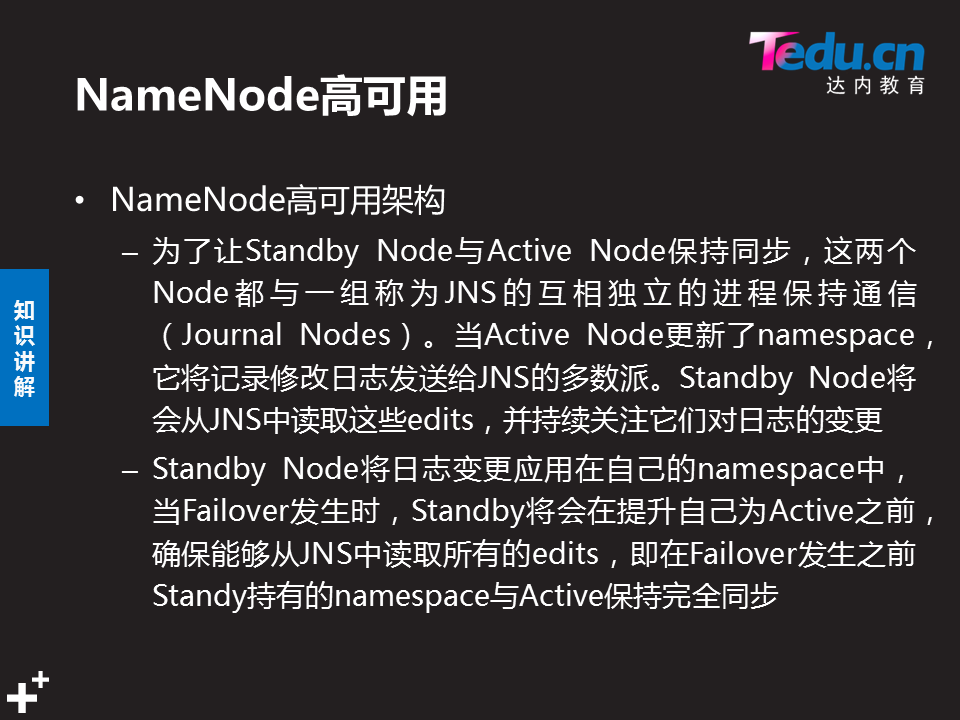 Tedu.cn
达内教育
NameNode高可用
• NameNode高可用架构
– 为了让Standby Node与Active Node保持同步，这两个
Node都与一组称为JNS的互相独立的进程保持通信
（Journal Nodes）。当Active Node更新了namespace，
它将记录修改日志发送给JNS的多数派。Standby Node将
会从JNS中读取这些edits，并持续关注它们对日志的变更
– Standby Node将日志变更应用在自己的namespace中，
当Failover发生时，Standby将会在提升自己为Active之前，
确保能够从JNS中读取所有的edits，即在Failover发生之前
Standy持有的namespace与Active保持完全同步
知
识
讲
解